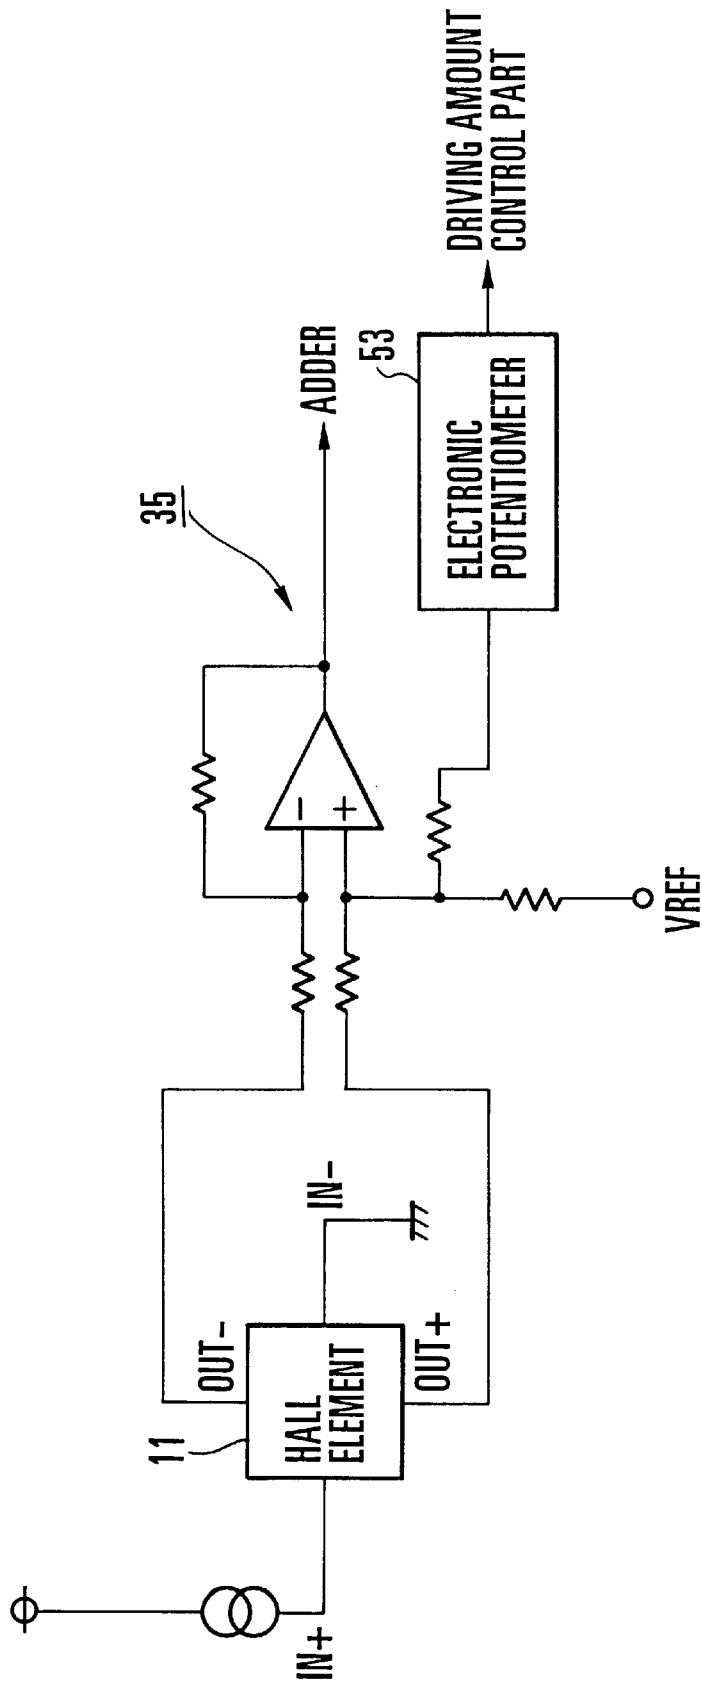 IN+
11
HALL
ELEMENT
OUT-
OUT+
IN-
-
+
VREF
35
ADDER
53
ELECTRONIC
POTENTIOMETER
DRIVING AMOUNT
CONTROL PART